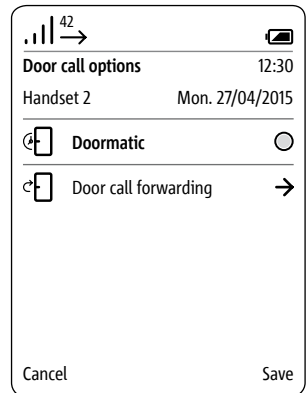 42
Door call options 12:30
Handset 2 Mon. 27/04/2015
Doormatic
Door call forwarding
Cancel Save